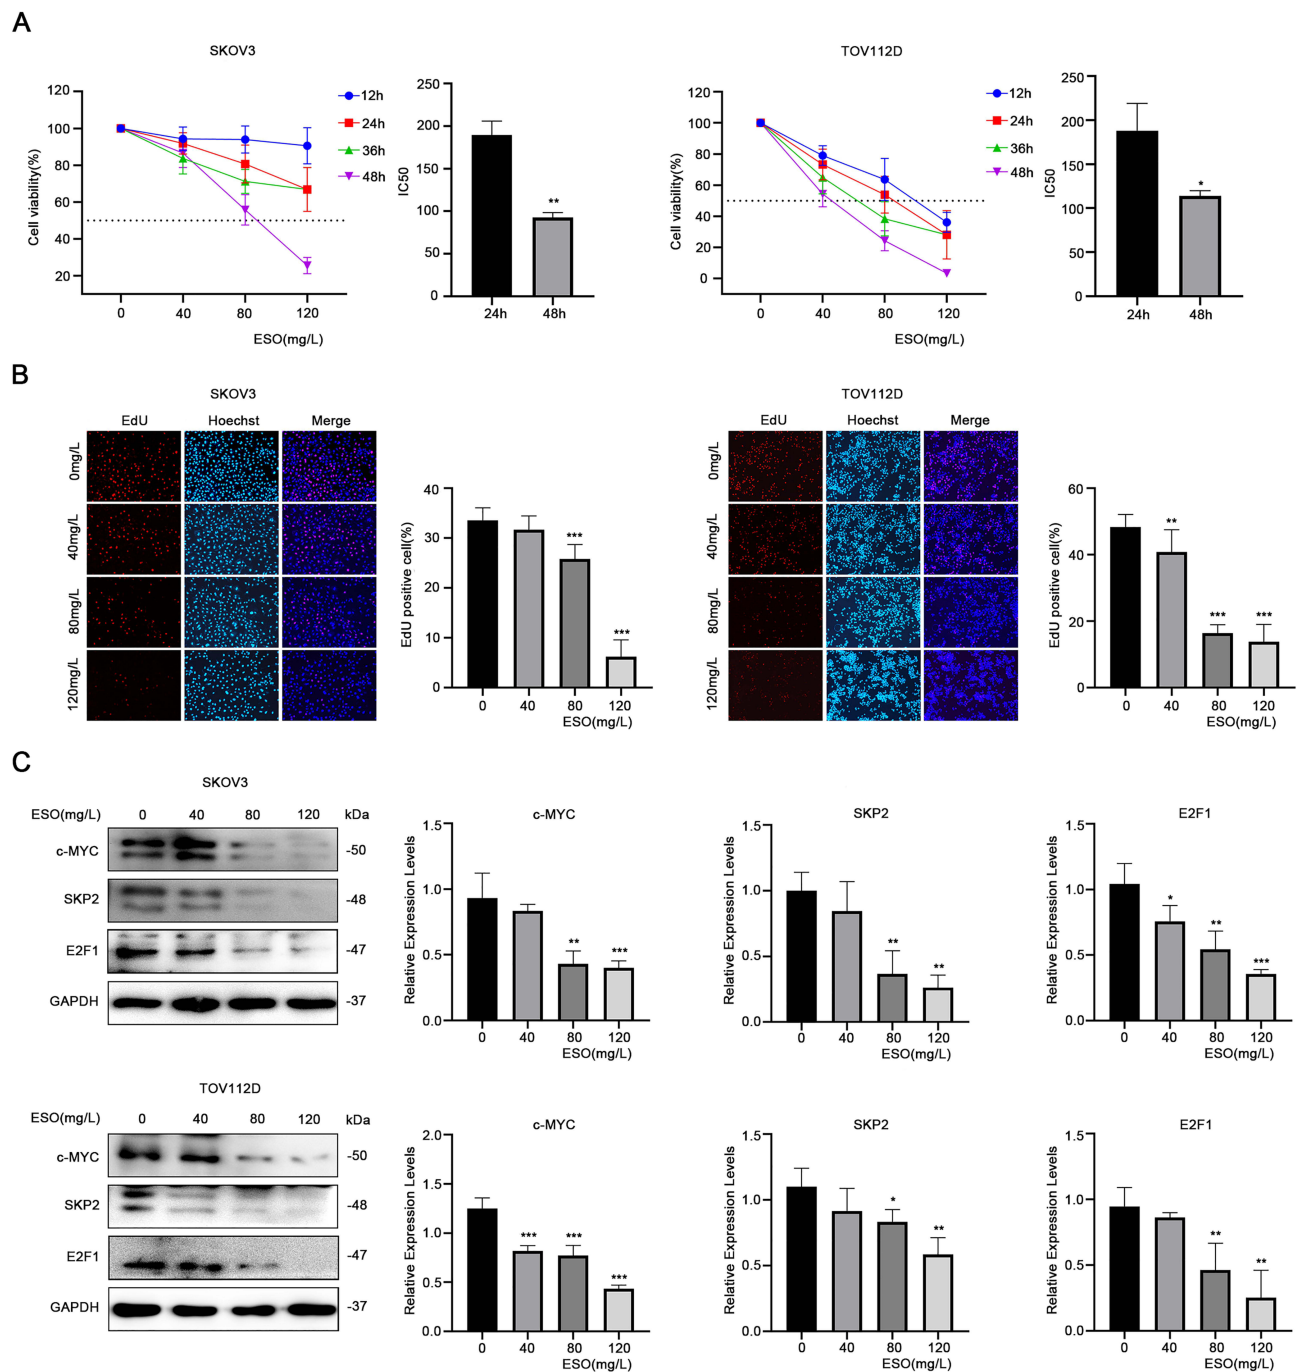 A
SKOV3
120
100
80
60
40
20
Cell viability(%)
12h
24h
36h
48h
0 40 80 120
ESO(mg/L)
250
200
150
100
50
0
IC50
**
24h 48h
TOV112D
120
100
80
60
40
20
0
Cell viability(%)
12h
24h
36h
48h
0 40 80 120
ESO(mg/L)
250
200
150
100
50
0
IC50
*
24h 48h
B
SKOV3
EdU Hoechst Merge
0mg/L
40mg/L
80mg/L
120mg/L
40
30
20
10
0
EdU positive cell(%)
*** ***
0 40 80 120
ESO(mg/L)
TOV112D
EdU Hoechst Merge
0mg/L
40mg/L
80mg/L
120mg/L
60
40
20
0
EdU positive cell(%)
** *** ***
0 40 80 120
ESO(mg/L)
C
SKOV3
ESO(mg/L) 0 40 80 120 kDa
c-MYC -50
SKP2 -48
E2F1 -47
GAPDH -37
c-MYC
1.5
1.0
0.5
0.0
Relative Expression Levels
** ***
0 40 80 120
ESO(mg/L)
SKP2
1.5
1.0
0.5
0.0
Relative Expression Levels
** **
0 40 80 120
ESO(mg/L)
E2F1
1.5
1.0
0.5
0.0
Relative Expression Levels
* ** ***
0 40 80 120
ESO(mg/L)
TOV112D
ESO(mg/L) 0 40 80 120 kDa
c-MYC -50
SKP2 -48
E2F1 -47
GAPDH -37
c-MYC
2.0
1.5
1.0
0.5
0.0
Relative Expression Levels
*** *** ***
0 40 80 120
ESO(mg/L)
SKP2
1.5
1.0
0.5
0.0
Relative Expression Levels
* **
0 40 80 120
ESO(mg/L)
E2F1
1.5
1.0
0.5
0.0
Relative Expression Levels
** **
0 40 80 120
ESO(mg/L)